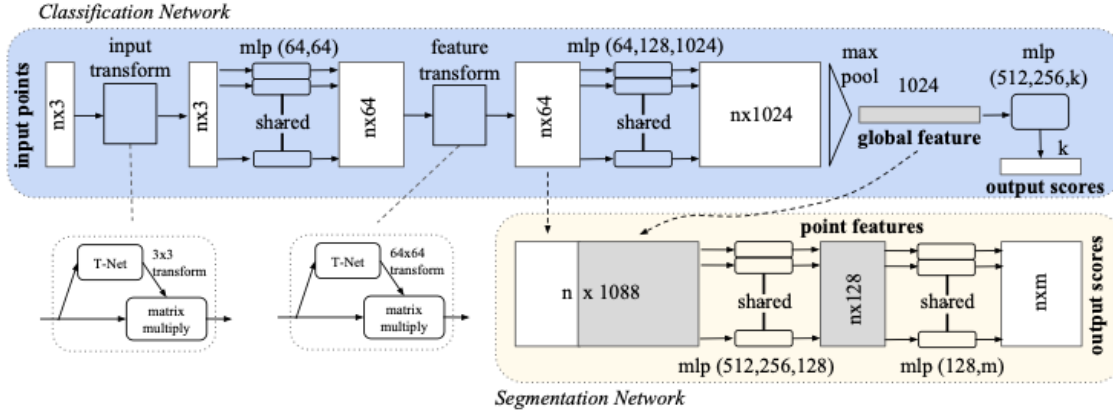 Classification Network
input points
nx3
input
transform
nx3
mlp (64,64)
shared
nx64
feature
transform
nx64
mlp (64,128,1024)
shared
nx1024
max
pool
1024
global feature
mlp
(512,256,k)
k
output scores
T-Net
3x3
transform
matrix
multiply
T-Net
64x64
transform
matrix
multiply
point features
n x 1088
shared
mlp (512,256,128)
nx128
shared
mlp (128,m)
nxm
output scores
Segmentation Network